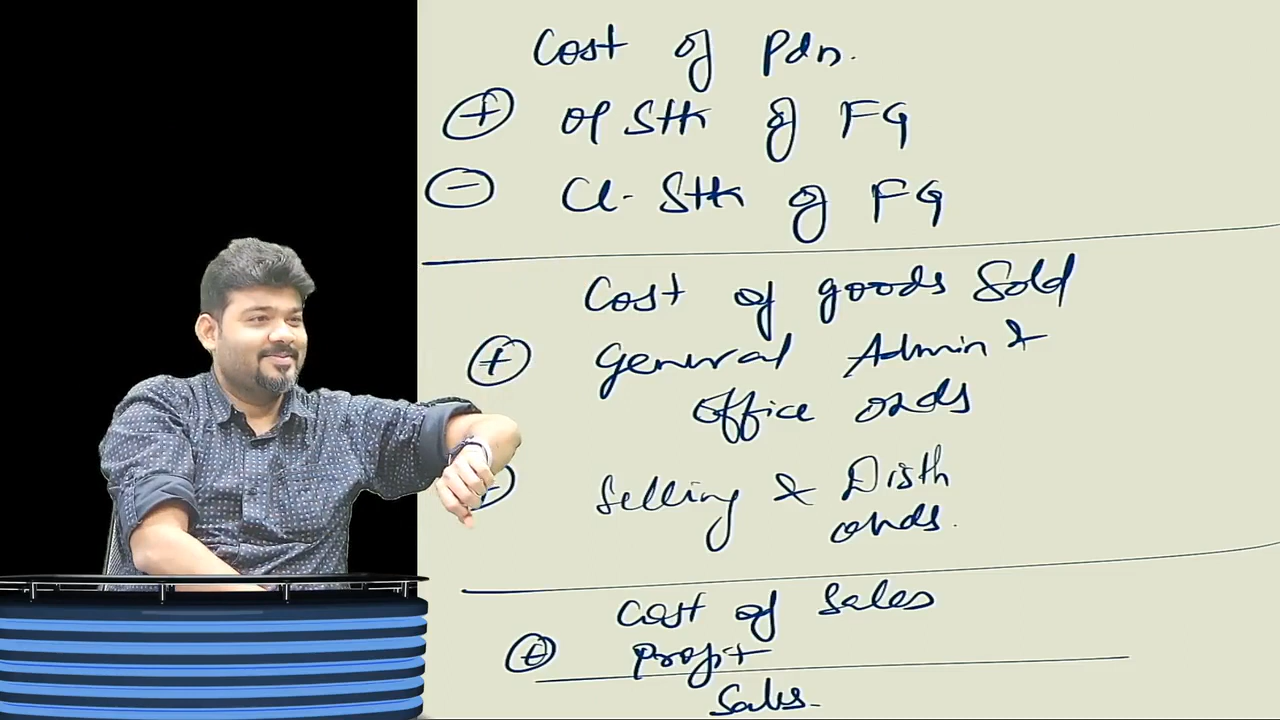 Cost of Pdn.
+ Op Stk of FG
- Cl. Stk of FG
Cost of goods Sold
+ General Admin &
Office ohds
Selling & Distb
ohds.
Cost of Sales
+ Profit
Sales.